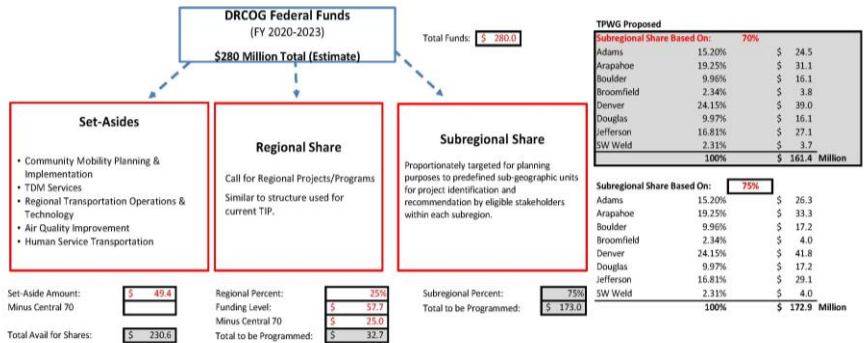 DRCOG Federal Funds
(FY 2020-2023)
$280 Million Total (Estimate)
Total Funds: $ 280.0
Set-Asides
• Community Mobility Planning &
Implementation
• TDM Services
• Regional Transportation Operations &
Technology
• Air Quality Improvement
• Human Service Transportation
Regional Share
Call for Regional Projects/Programs
Similar to structure used for
current TIP.
Subregional Share
Proportionately targeted for planning
purposes to predefined sub-geographic units
for project identification and
recommendation by eligible stakeholders
within each subregion.
Set-Aside Amount: $ 49.4
Minus Central 70
Total Avail for Shares: $ 230.6
Regional Percent: 25%
Funding Level: $ 57.7
Minus Central 70 $ 25.0
Total to be Programmed: $ 32.7
Subregional Percent: 75%
Total to be Programmed: $ 173.0
TPWG Proposed
Subregional Share Based On: 70%
Adams 15.20% $ 24.5
Arapahoe 19.25% $ 31.1
Boulder 9.96% $ 16.1
Broomfield 2.34% $ 3.8
Denver 24.15% $ 39.0
Douglas 9.97% $ 16.1
Jefferson 16.81% $ 27.1
SW Weld 2.31% $ 3.7
100% $ 161.4 Million
Subregional Share Based On: 75%
Adams 15.20% $ 26.3
Arapahoe 19.25% $ 33.3
Boulder 9.96% $ 17.2
Broomfield 2.34% $ 4.0
Denver 24.15% $ 41.8
Douglas 9.97% $ 17.2
Jefferson 16.81% $ 29.1
SW Weld 2.31% $ 4.0
100% $ 172.9 Million